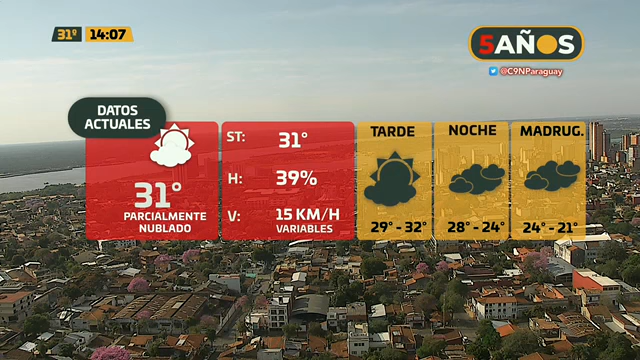 31º 14:07
5AÑOS
@C9NParaguay
DATOS
ACTUALES
31°
PARCIALMENTE
NUBLADO
ST: 31°
H: 39%
V: 15 KM/H
VARIABLES
TARDE
29° - 32°
NOCHE
28° - 24°
MADRUG.
24° - 21°